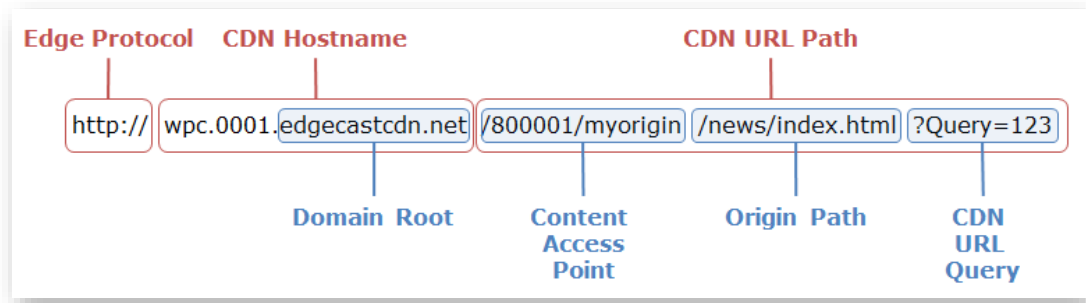 Edge Protocol CDN Hostname CDN URL Path
http:// wpc.0001.edgecastcdn.net /800001/myorigin /news/index.html ?Query=123
Domain Root Content Access Point Origin Path CDN URL Query